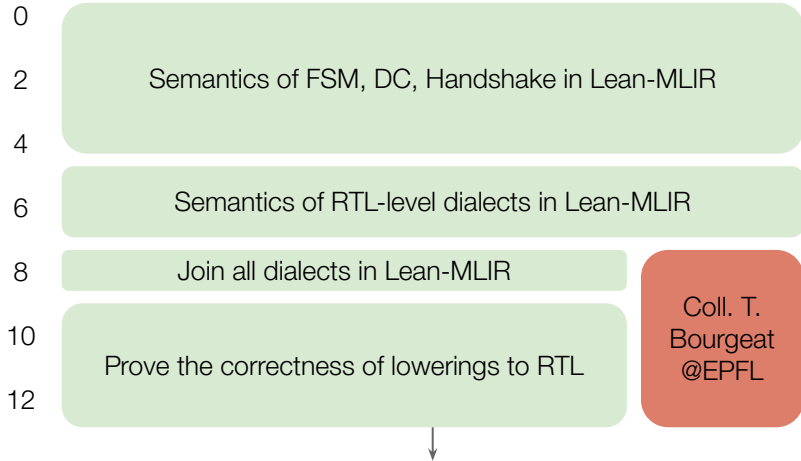 0
2
Semantics of FSM, DC, Handshake in Lean-MLIR
4
6
Semantics of RTL-level dialects in Lean-MLIR
8
Join all dialects in Lean-MLIR
10
Prove the correctness of lowerings to RTL
12
Coll. T.
Bourgeat
@EPFL